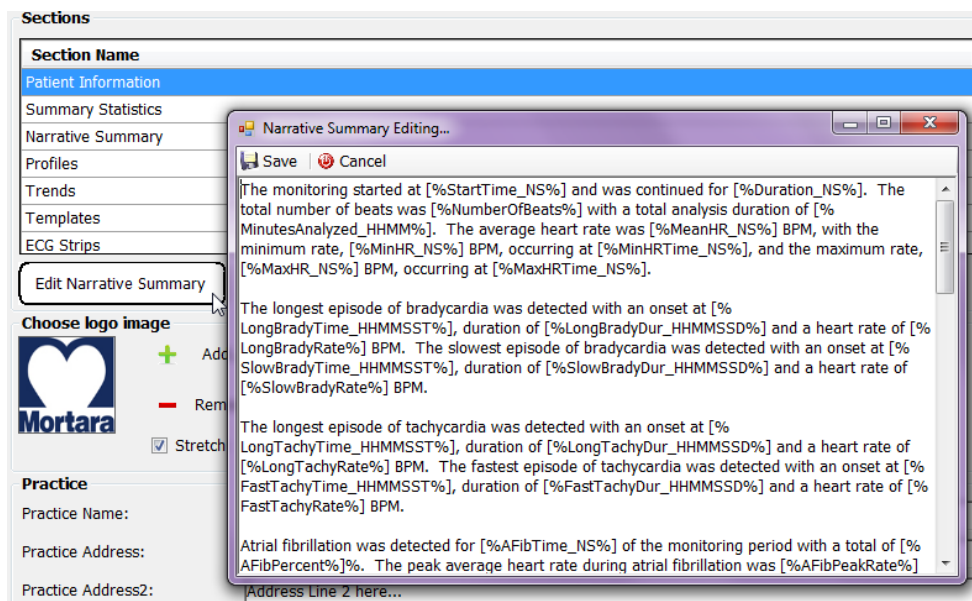 Sections
Section Name
Patient Information
Summary Statistics
Narrative Summary
Profiles
Trends
Templates
ECG Strips
Edit Narrative Summary
Choose logo image
Mortara
Add
Rem
Stretch
Practice
Practice Name:
Practice Address:
Practice Address2:
Address Line 2 here...
Narrative Summary Editing...
Save
Cancel
The monitoring started at [%StartTime_NS%] and was continued for [%Duration_NS%].  The
total number of beats was [%NumberOfBeats%] with a total analysis duration of [%
MinutesAnalyzed_HHMM%].  The average heart rate was [%MeanHR_NS%] BPM, with the
minimum rate, [%MinHR_NS%] BPM, occurring at [%MinHRTime_NS%], and the maximum rate,
[%MaxHR_NS%] BPM, occurring at [%MaxHRTime_NS%].
The longest episode of bradycardia was detected with an onset at [%
LongBradyTime_HHMMSST%], duration of [%LongBradyDur_HHMMSSD%] and a heart rate of [%
LongBradyRate%] BPM.  The slowest episode of bradycardia was detected with an onset at [%
SlowBradyTime_HHMMSST%], duration of [%SlowBradyDur_HHMMSSD%] and a heart rate of
[%SlowBradyRate%] BPM.
The longest episode of tachycardia was detected with an onset at [%
LongTachyTime_HHMMSST%], duration of [%LongTachyDur_HHMMSSD%] and a heart rate of
[%LongTachyRate%] BPM.  The fastest episode of tachycardia was detected with an onset at [%
FastTachyTime_HHMMSST%], duration of [%FastTachyDur_HHMMSSD%] and a heart rate of [%
FastTachyRate%] BPM.
Atrial fibrillation was detected for [%AFibTime_NS%] of the monitoring period with a total of [%
AFibPercent%]%.  The peak average heart rate during atrial fibrillation was [%AFibPeakRate%]